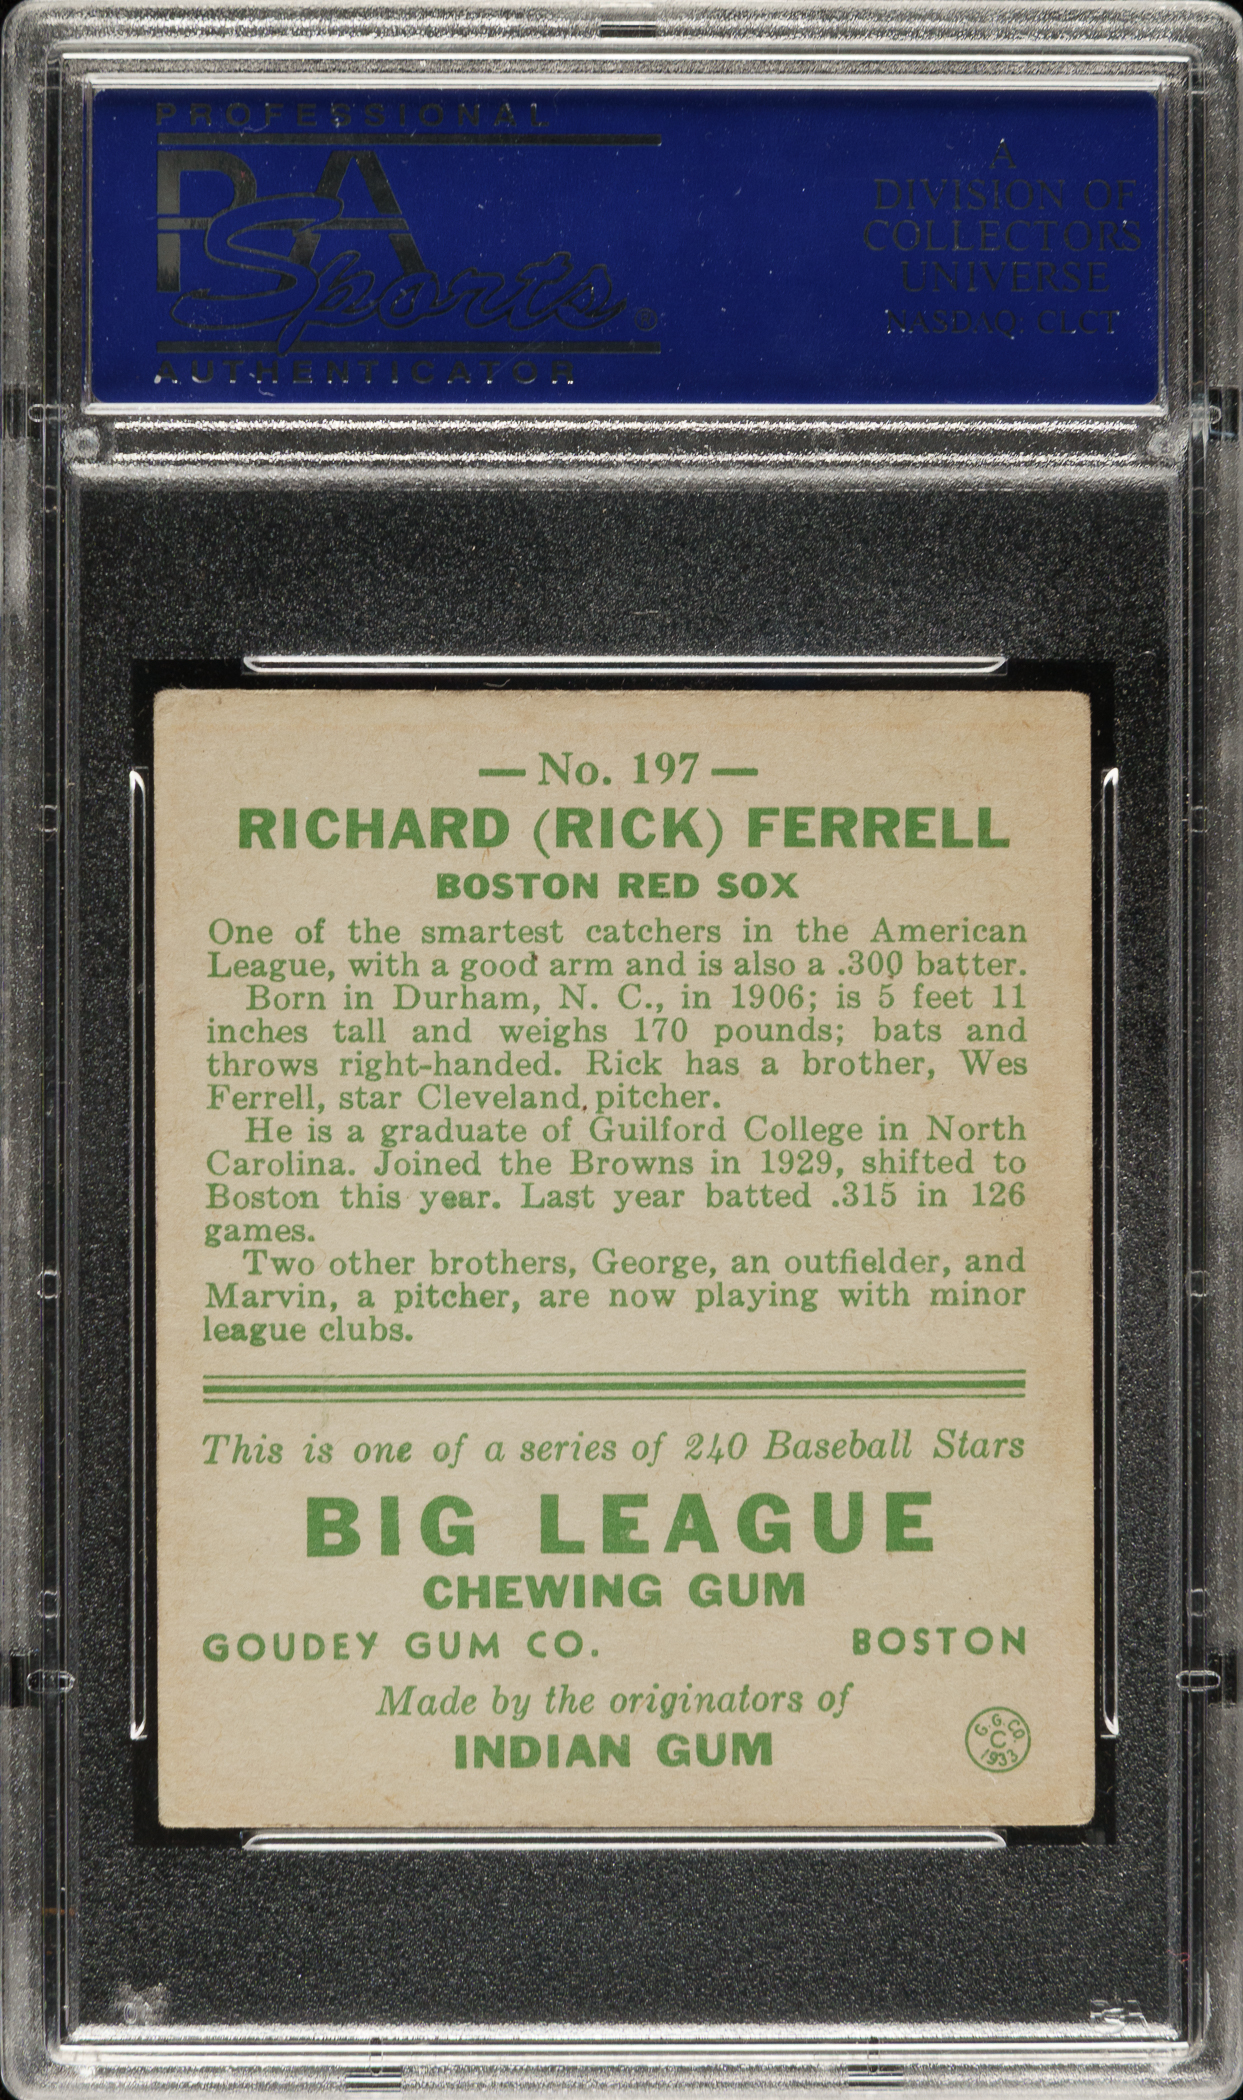 PROFESSIONAL
PSA
Sports®
AUTHENTICATOR
A
DIVISION OF
COLLECTORS
UNIVERSE
NASDAQ: CLCT
— No. 197 —
RICHARD (RICK) FERRELL
BOSTON RED SOX
One of the smartest catchers in the American
League, with a good arm and is also a .300 batter.
Born in Durham, N. C., in 1906; is 5 feet 11
inches tall and weighs 170 pounds; bats and
throws right-handed. Rick has a brother, Wes
Ferrell, star Cleveland pitcher.
He is a graduate of Guilford College in North
Carolina. Joined the Browns in 1929, shifted to
Boston this year. Last year batted .315 in 126
games.
Two other brothers, George, an outfielder, and
Marvin, a pitcher, are now playing with minor
league clubs.
This is one of a series of 240 Baseball Stars
BIG LEAGUE
CHEWING GUM
GOUDEY GUM CO. BOSTON
Made by the originators of
INDIAN GUM
G. G. CO.
C
1933
PSA